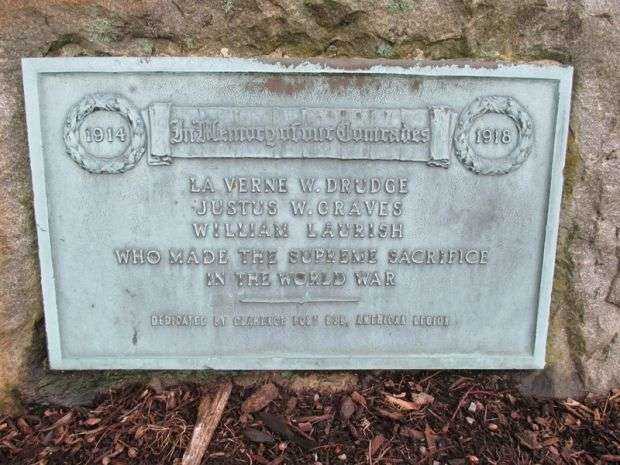 1914 In Memory of our Comrades 1918
LA VERNE W. DRUDGE
JUSTUS W. GRAVES
WILLIAM LAURISH
WHO MADE THE SUPREME SACRIFICE
IN THE WORLD WAR
DEDICATED BY CLARENCE POST AMERICAN LEGION